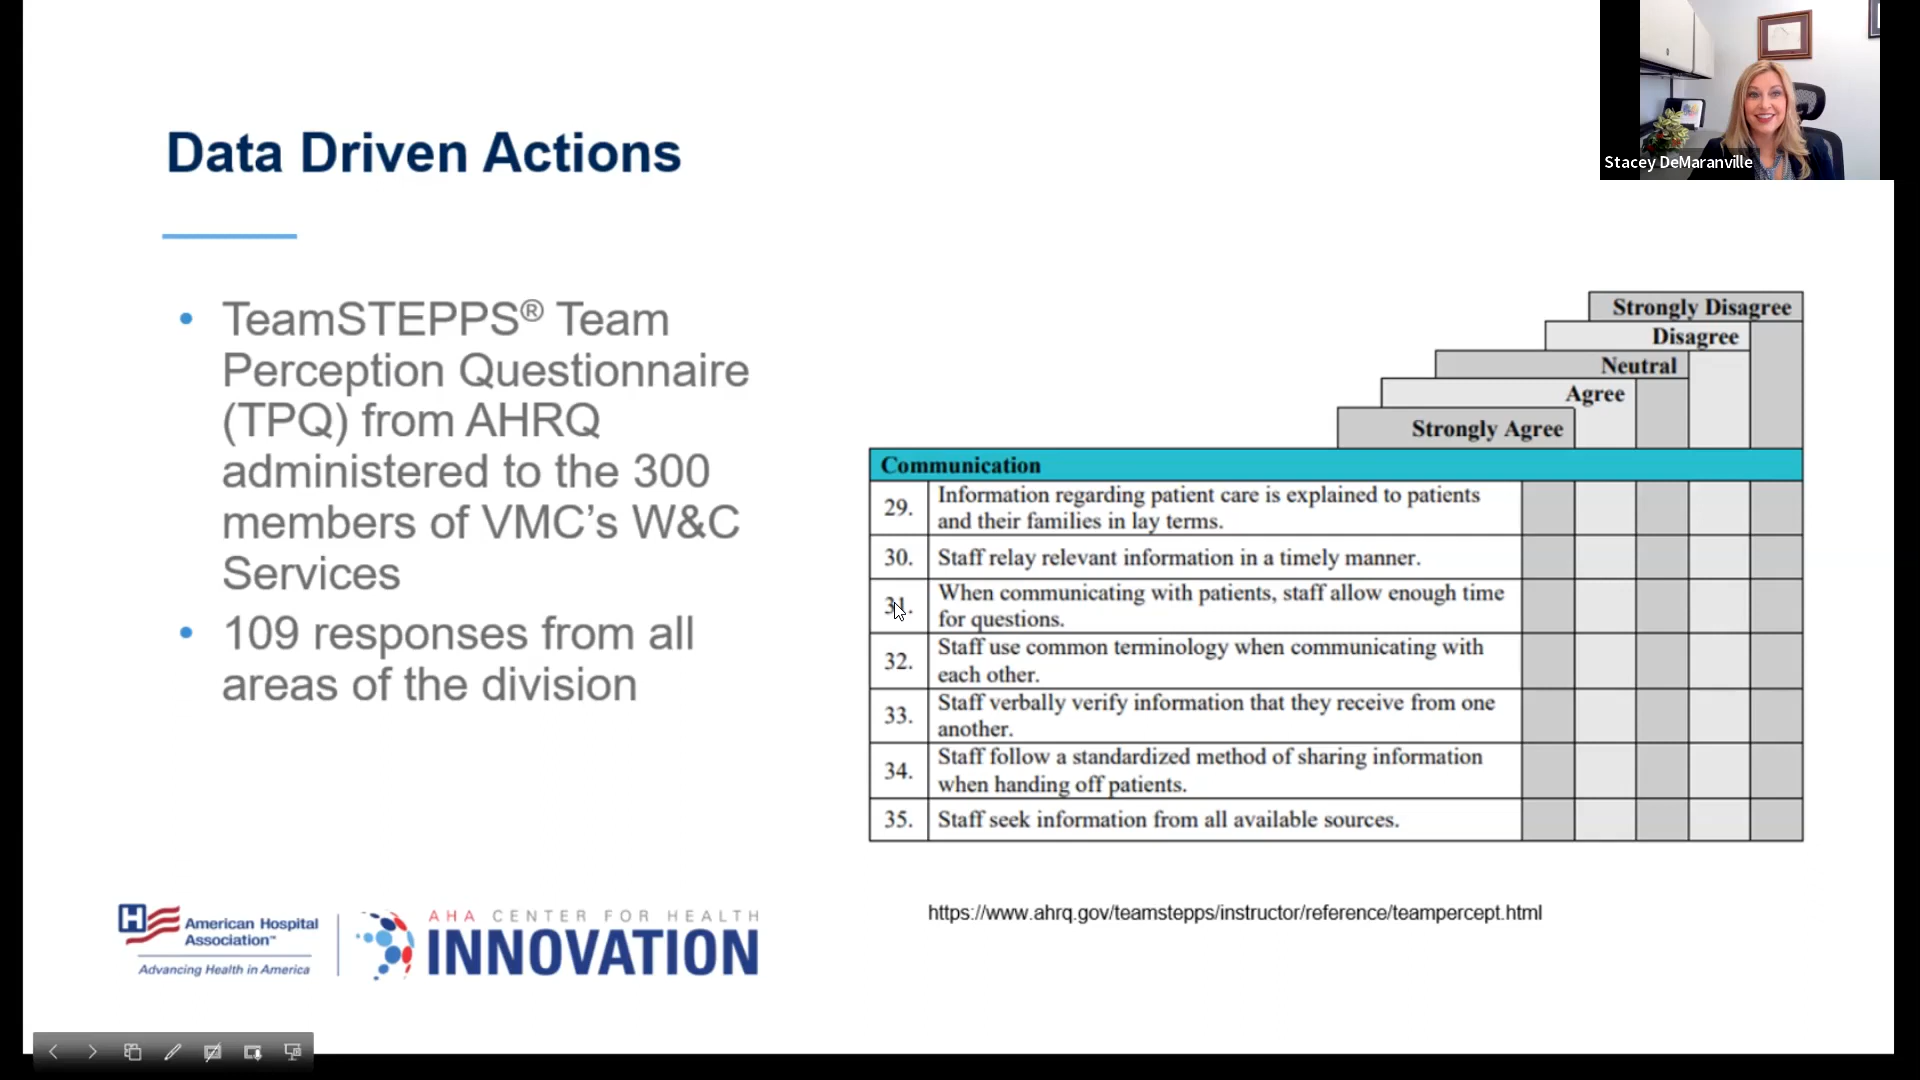 Stacey DeMaranville
Data Driven Actions
• TeamSTEPPS® Team
Perception Questionnaire
(TPQ) from AHRQ
administered to the 300
members of VMC’s W&C
Services
• 109 responses from all
areas of the division
Strongly Disagree
Disagree
Neutral
Agree
Strongly Agree
Communication
29. Information regarding patient care is explained to patients
and their families in lay terms.
30. Staff relay relevant information in a timely manner.
31. When communicating with patients, staff allow enough time
for questions.
32. Staff use common terminology when communicating with
each other.
33. Staff verbally verify information that they receive from one
another.
34. Staff follow a standardized method of sharing information
when handing off patients.
35. Staff seek information from all available sources.
https://www.ahrq.gov/teamstepps/instructor/reference/teampercept.html
H
American Hospital
Association™
Advancing Health in America
AHA CENTER FOR HEALTH
INNOVATION